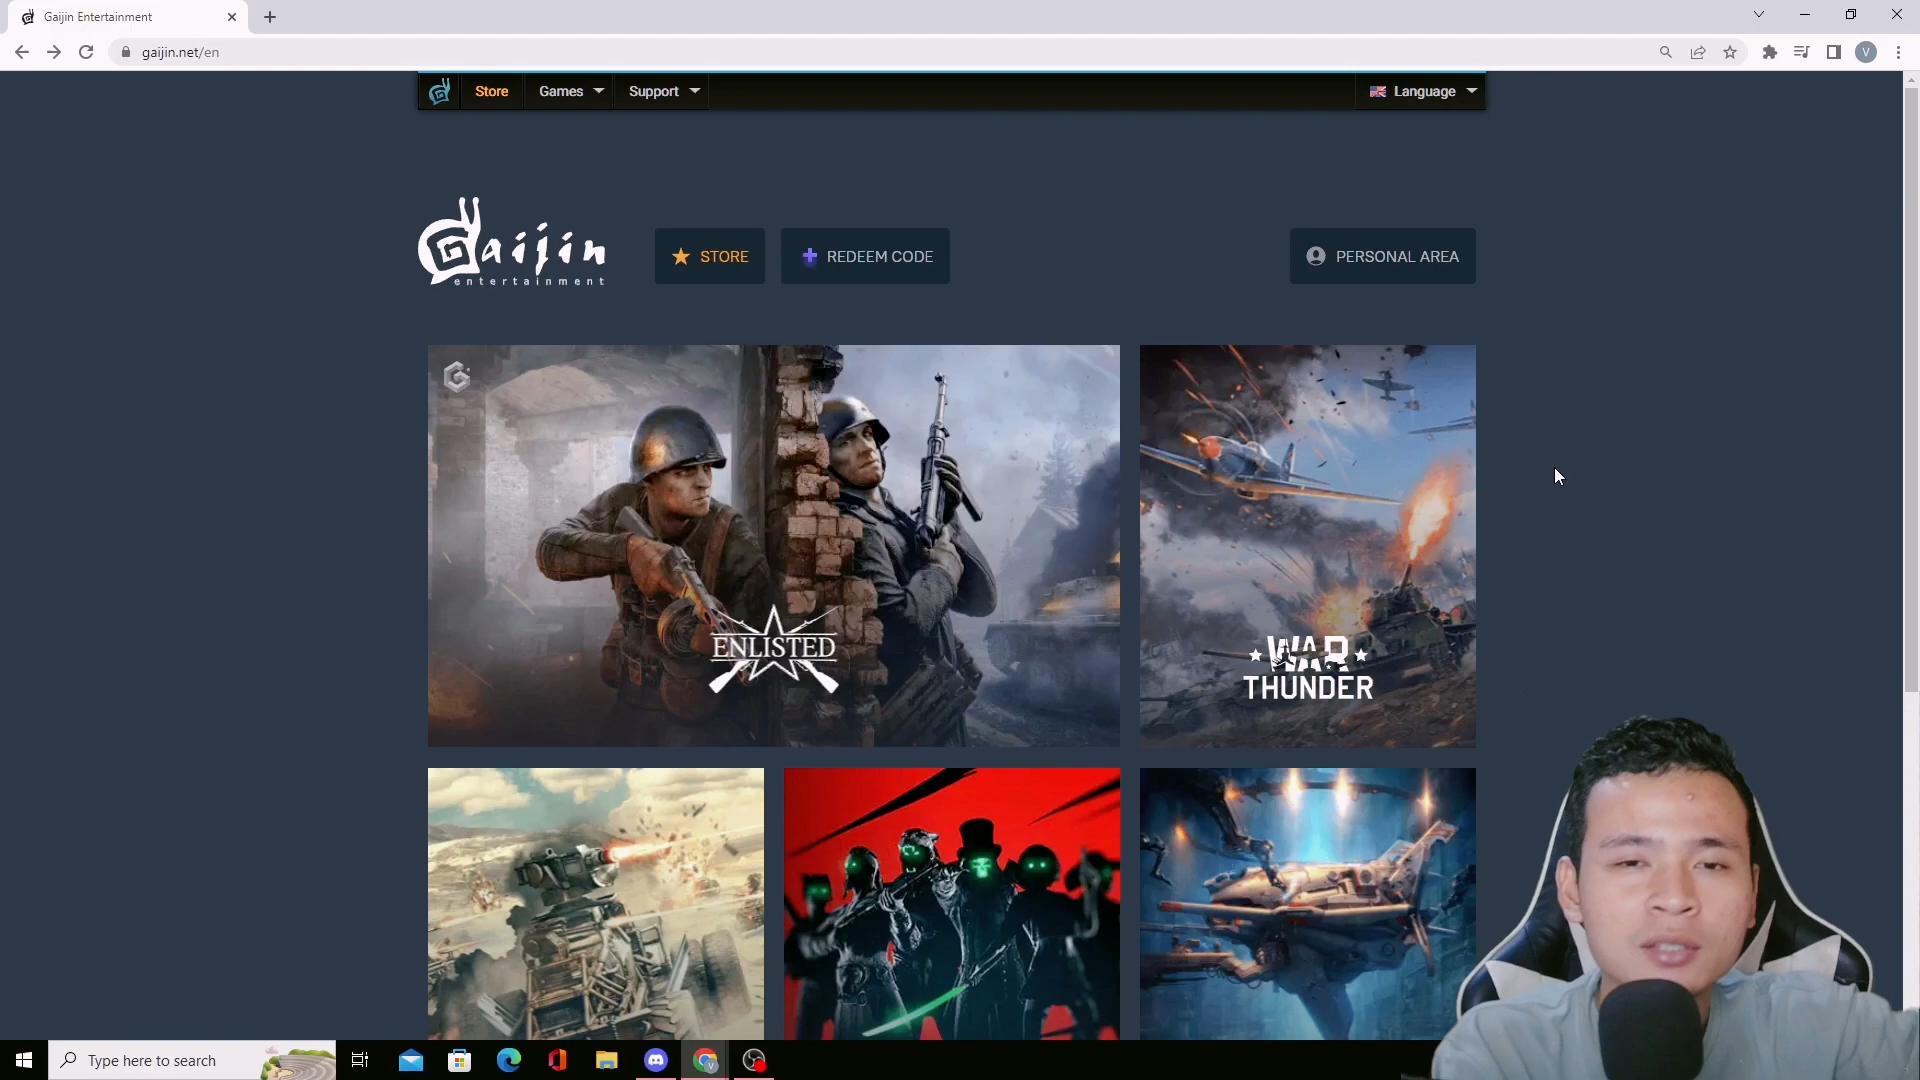 Gaijin Entertainment
gaijin.net/en
V
Store
Games
Support
Language
Gaijin
entertainment
STORE
REDEEM CODE
PERSONAL AREA
ENLISTED
WAR
THUNDER
Type here to search